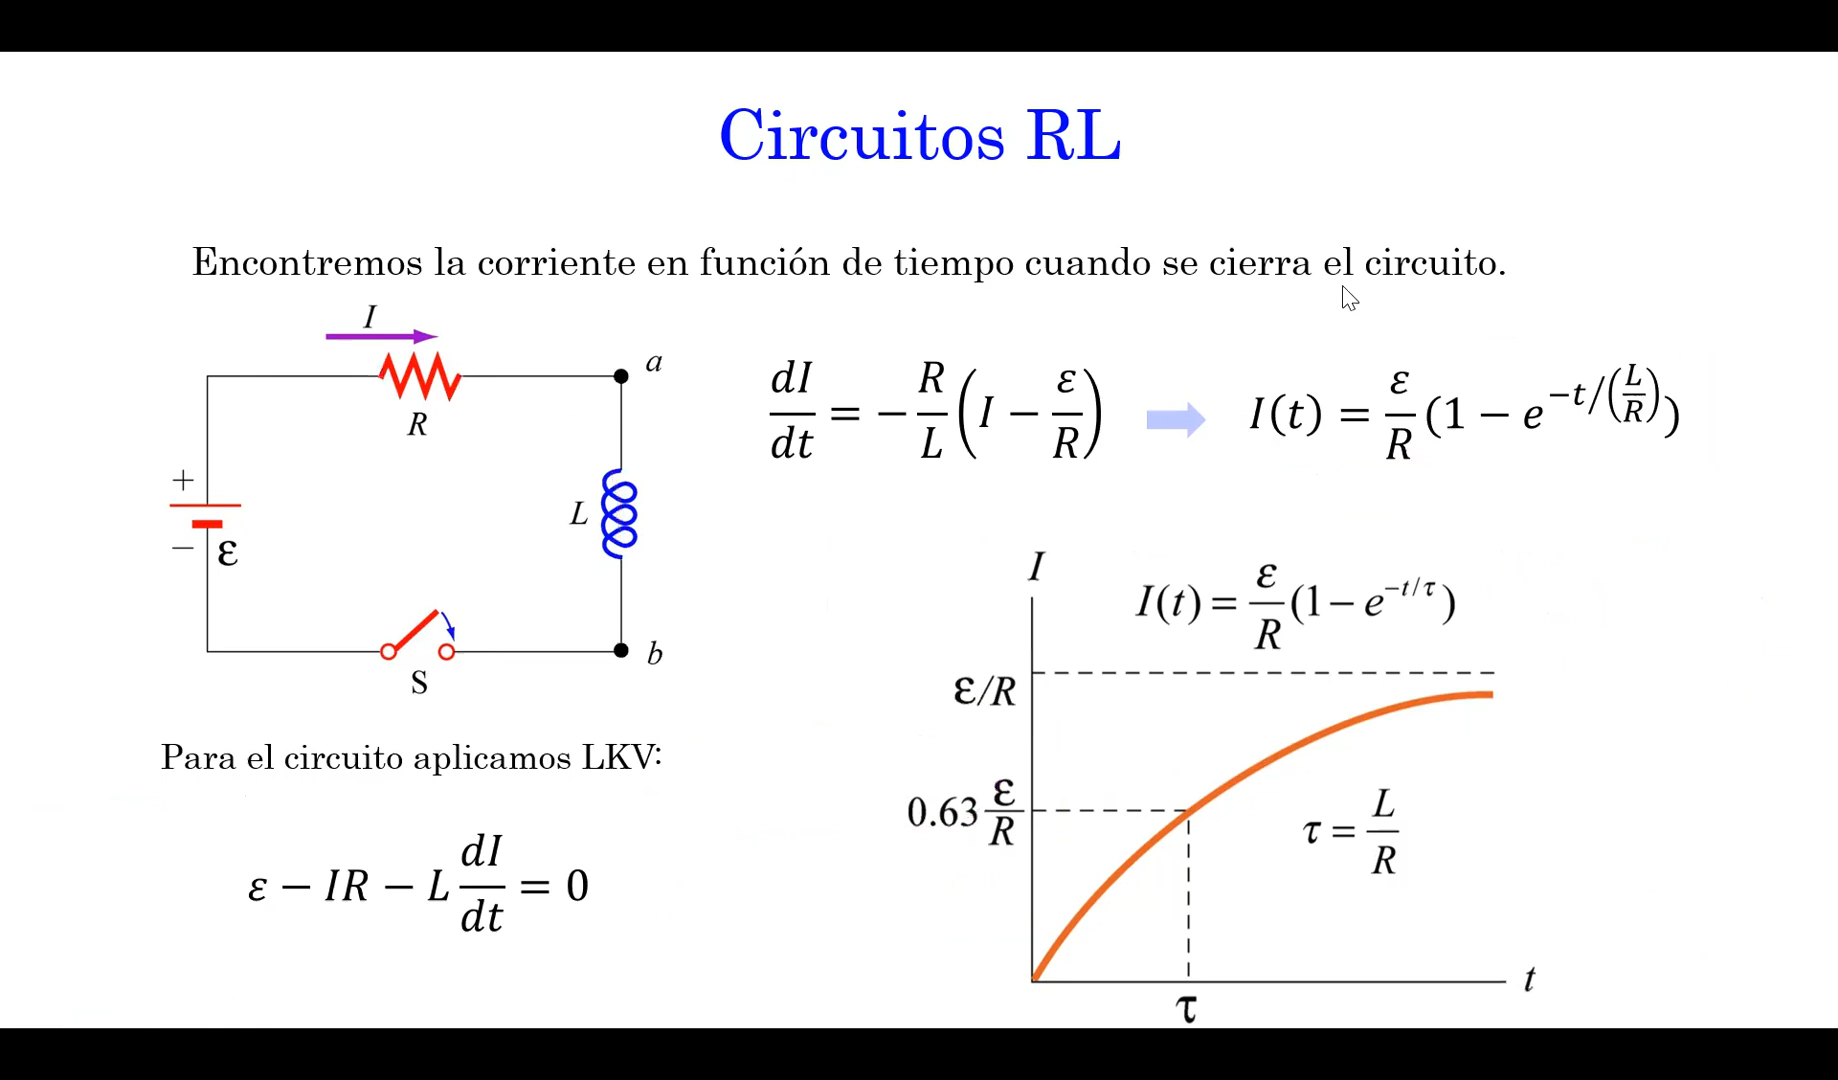 Circuitos RL
Encontremos la corriente en función de tiempo cuando se cierra el circuito.
I
R
a
+
−
ε
L
S
b
dI/dt = −R/L (I − ε/R)
I(t) = ε/R (1 − e^−t/(L/R))
Para el circuito aplicamos LKV:
ε − IR − L dI/dt = 0
I
I(t) = ε/R (1 − e^−t/τ)
ε/R
0.63 ε/R
τ = L/R
t
τ